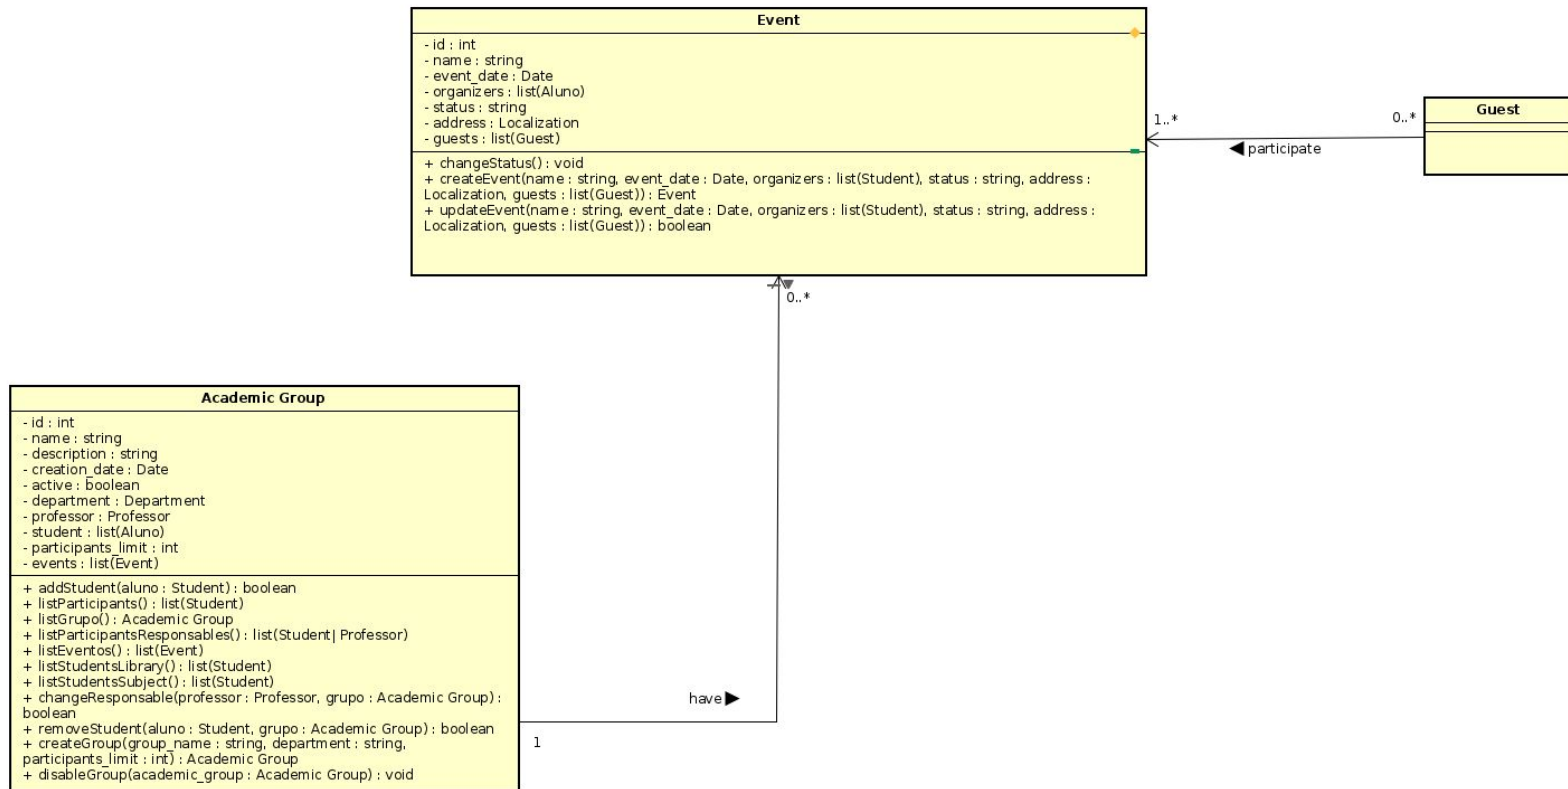 Event
- id : int
- name : string
- event_date : Date
- organizers : list(Aluno)
- status : string
- address : Localization
- guests : list(Guest)
+ changeStatus() : void
+ createEvent(name : string, event_date : Date, organizers : list(Student), status : string, address :
Localization, guests : list(Guest)) : Event
+ updateEvent(name : string, event_date : Date, organizers : list(Student), status : string, address :
Localization, guests : list(Guest)) : boolean
1..*
0..*
participate
Guest
0..*
Academic Group
- id : int
- name : string
- description : string
- creation_date : Date
- active : boolean
- department : Department
- professor : Professor
- student : list(Aluno)
- participants_limit : int
- events : list(Event)
+ addStudent(aluno : Student) : boolean
+ listParticipants() : list(Student)
+ listGrupo() : Academic Group
+ listParticipantsResponsables() : list(Student| Professor)
+ listEventos() : list(Event)
+ listStudentsLibrary() : list(Student)
+ listStudentsSubject() : list(Student)
+ changeResponsable(professor : Professor, grupo : Academic Group) :
boolean
+ removeStudent(aluno : Student, grupo : Academic Group) : boolean
+ createGroup(group_name : string, department : string,
participants_limit : int) : Academic Group
+ disableGroup(academic_group : Academic Group) : void
have
1